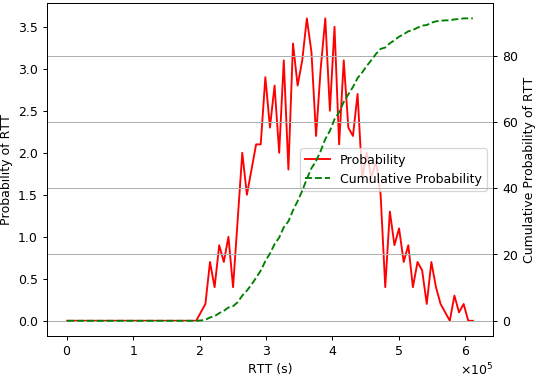 3.5
3.0
2.5
2.0
1.5
1.0
0.5
0.0
Probability of RTT
80
60
40
20
0
Cumulative Probability of RTT
Probability
Cumulative Probability
0 1 2 3 4 5 6
RTT (s)
×10⁵